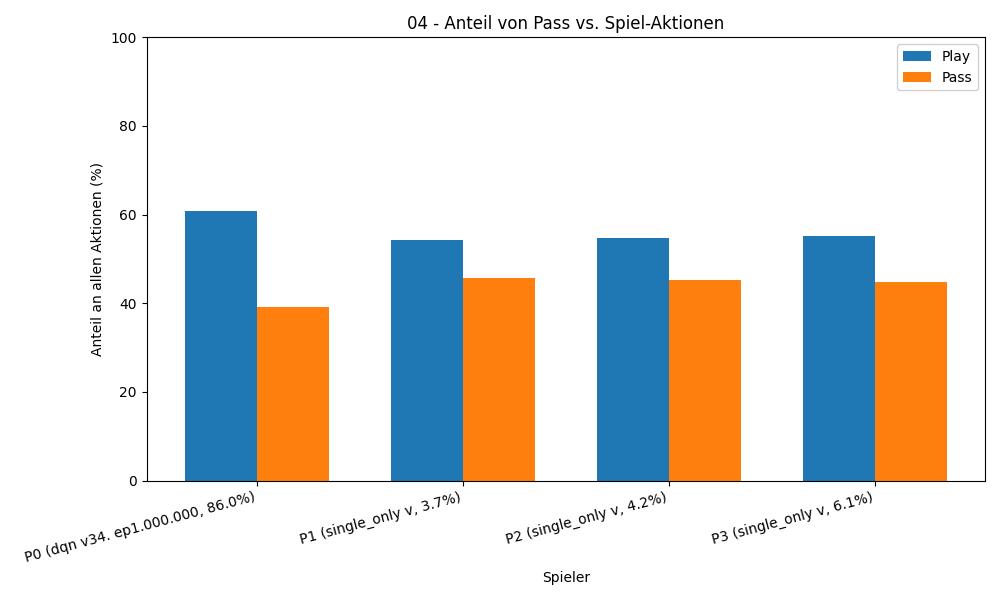 04 - Anteil von Pass vs. Spiel-Aktionen
Play
Pass
Anteil an allen Aktionen (%)
100
80
60
40
20
0
P0 (dqn v34. ep1.000.000, 86.0%)
P1 (single_only v, 3.7%)
P2 (single_only v, 4.2%)
P3 (single_only v, 6.1%)
Spieler